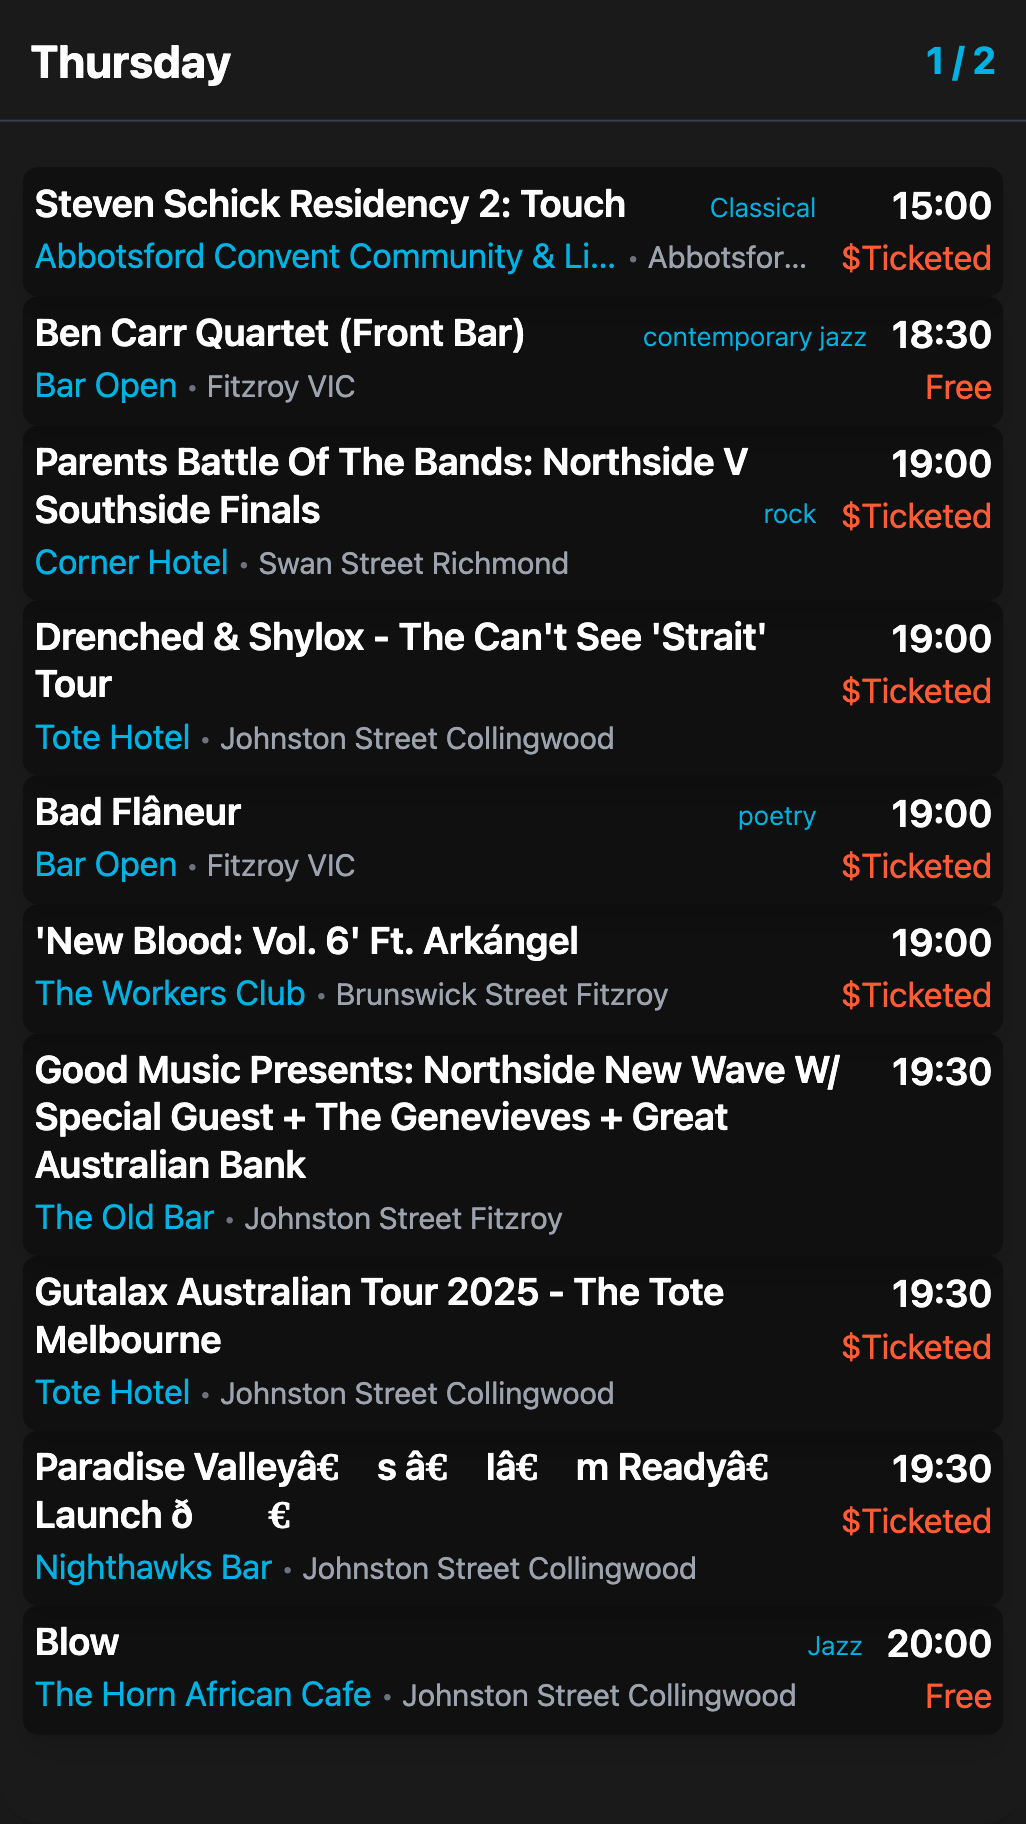 Thursday 1 / 2
Steven Schick Residency 2: Touch Classical 15:00
Abbotsford Convent Community & Li... • Abbotsfor... $Ticketed
Ben Carr Quartet (Front Bar) contemporary jazz 18:30
Bar Open • Fitzroy VIC Free
Parents Battle Of The Bands: Northside V 19:00
Southside Finals rock $Ticketed
Corner Hotel • Swan Street Richmond
Drenched & Shylox - The Can't See 'Strait' 19:00
Tour $Ticketed
Tote Hotel • Johnston Street Collingwood
Bad Flâneur poetry 19:00
Bar Open • Fitzroy VIC $Ticketed
'New Blood: Vol. 6' Ft. Arkángel 19:00
The Workers Club • Brunswick Street Fitzroy $Ticketed
Good Music Presents: Northside New Wave W/ 19:30
Special Guest + The Genevieves + Great
Australian Bank
The Old Bar • Johnston Street Fitzroy
Gutalax Australian Tour 2025 - The Tote 19:30
Melbourne $Ticketed
Tote Hotel • Johnston Street Collingwood
Paradise Valleyâ€ s â€ Iâ€ m Readyâ€ 19:30
Launch ð € $Ticketed
Nighthawks Bar • Johnston Street Collingwood
Blow Jazz 20:00
The Horn African Cafe • Johnston Street Collingwood Free